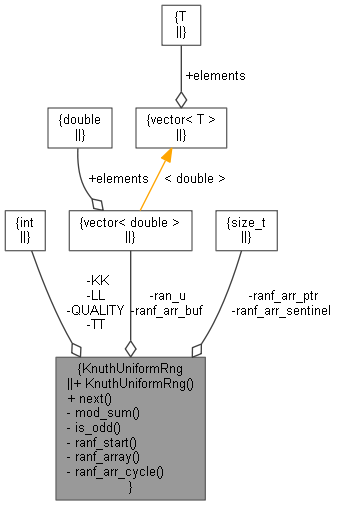 {T
||}
+elements
{double
||}
{vector< T >
||}
+elements
< double >
{int
||}
{vector< double >
||}
{size_t
||}
-KK
-LL
-QUALITY
-TT
-ran_u
-ranf_arr_buf
-ranf_arr_ptr
-ranf_arr_sentinel
{KnuthUniformRng
||+ KnuthUniformRng()
+ next()
- mod_sum()
- is_odd()
- ranf_start()
- ranf_array()
- ranf_arr_cycle()
}